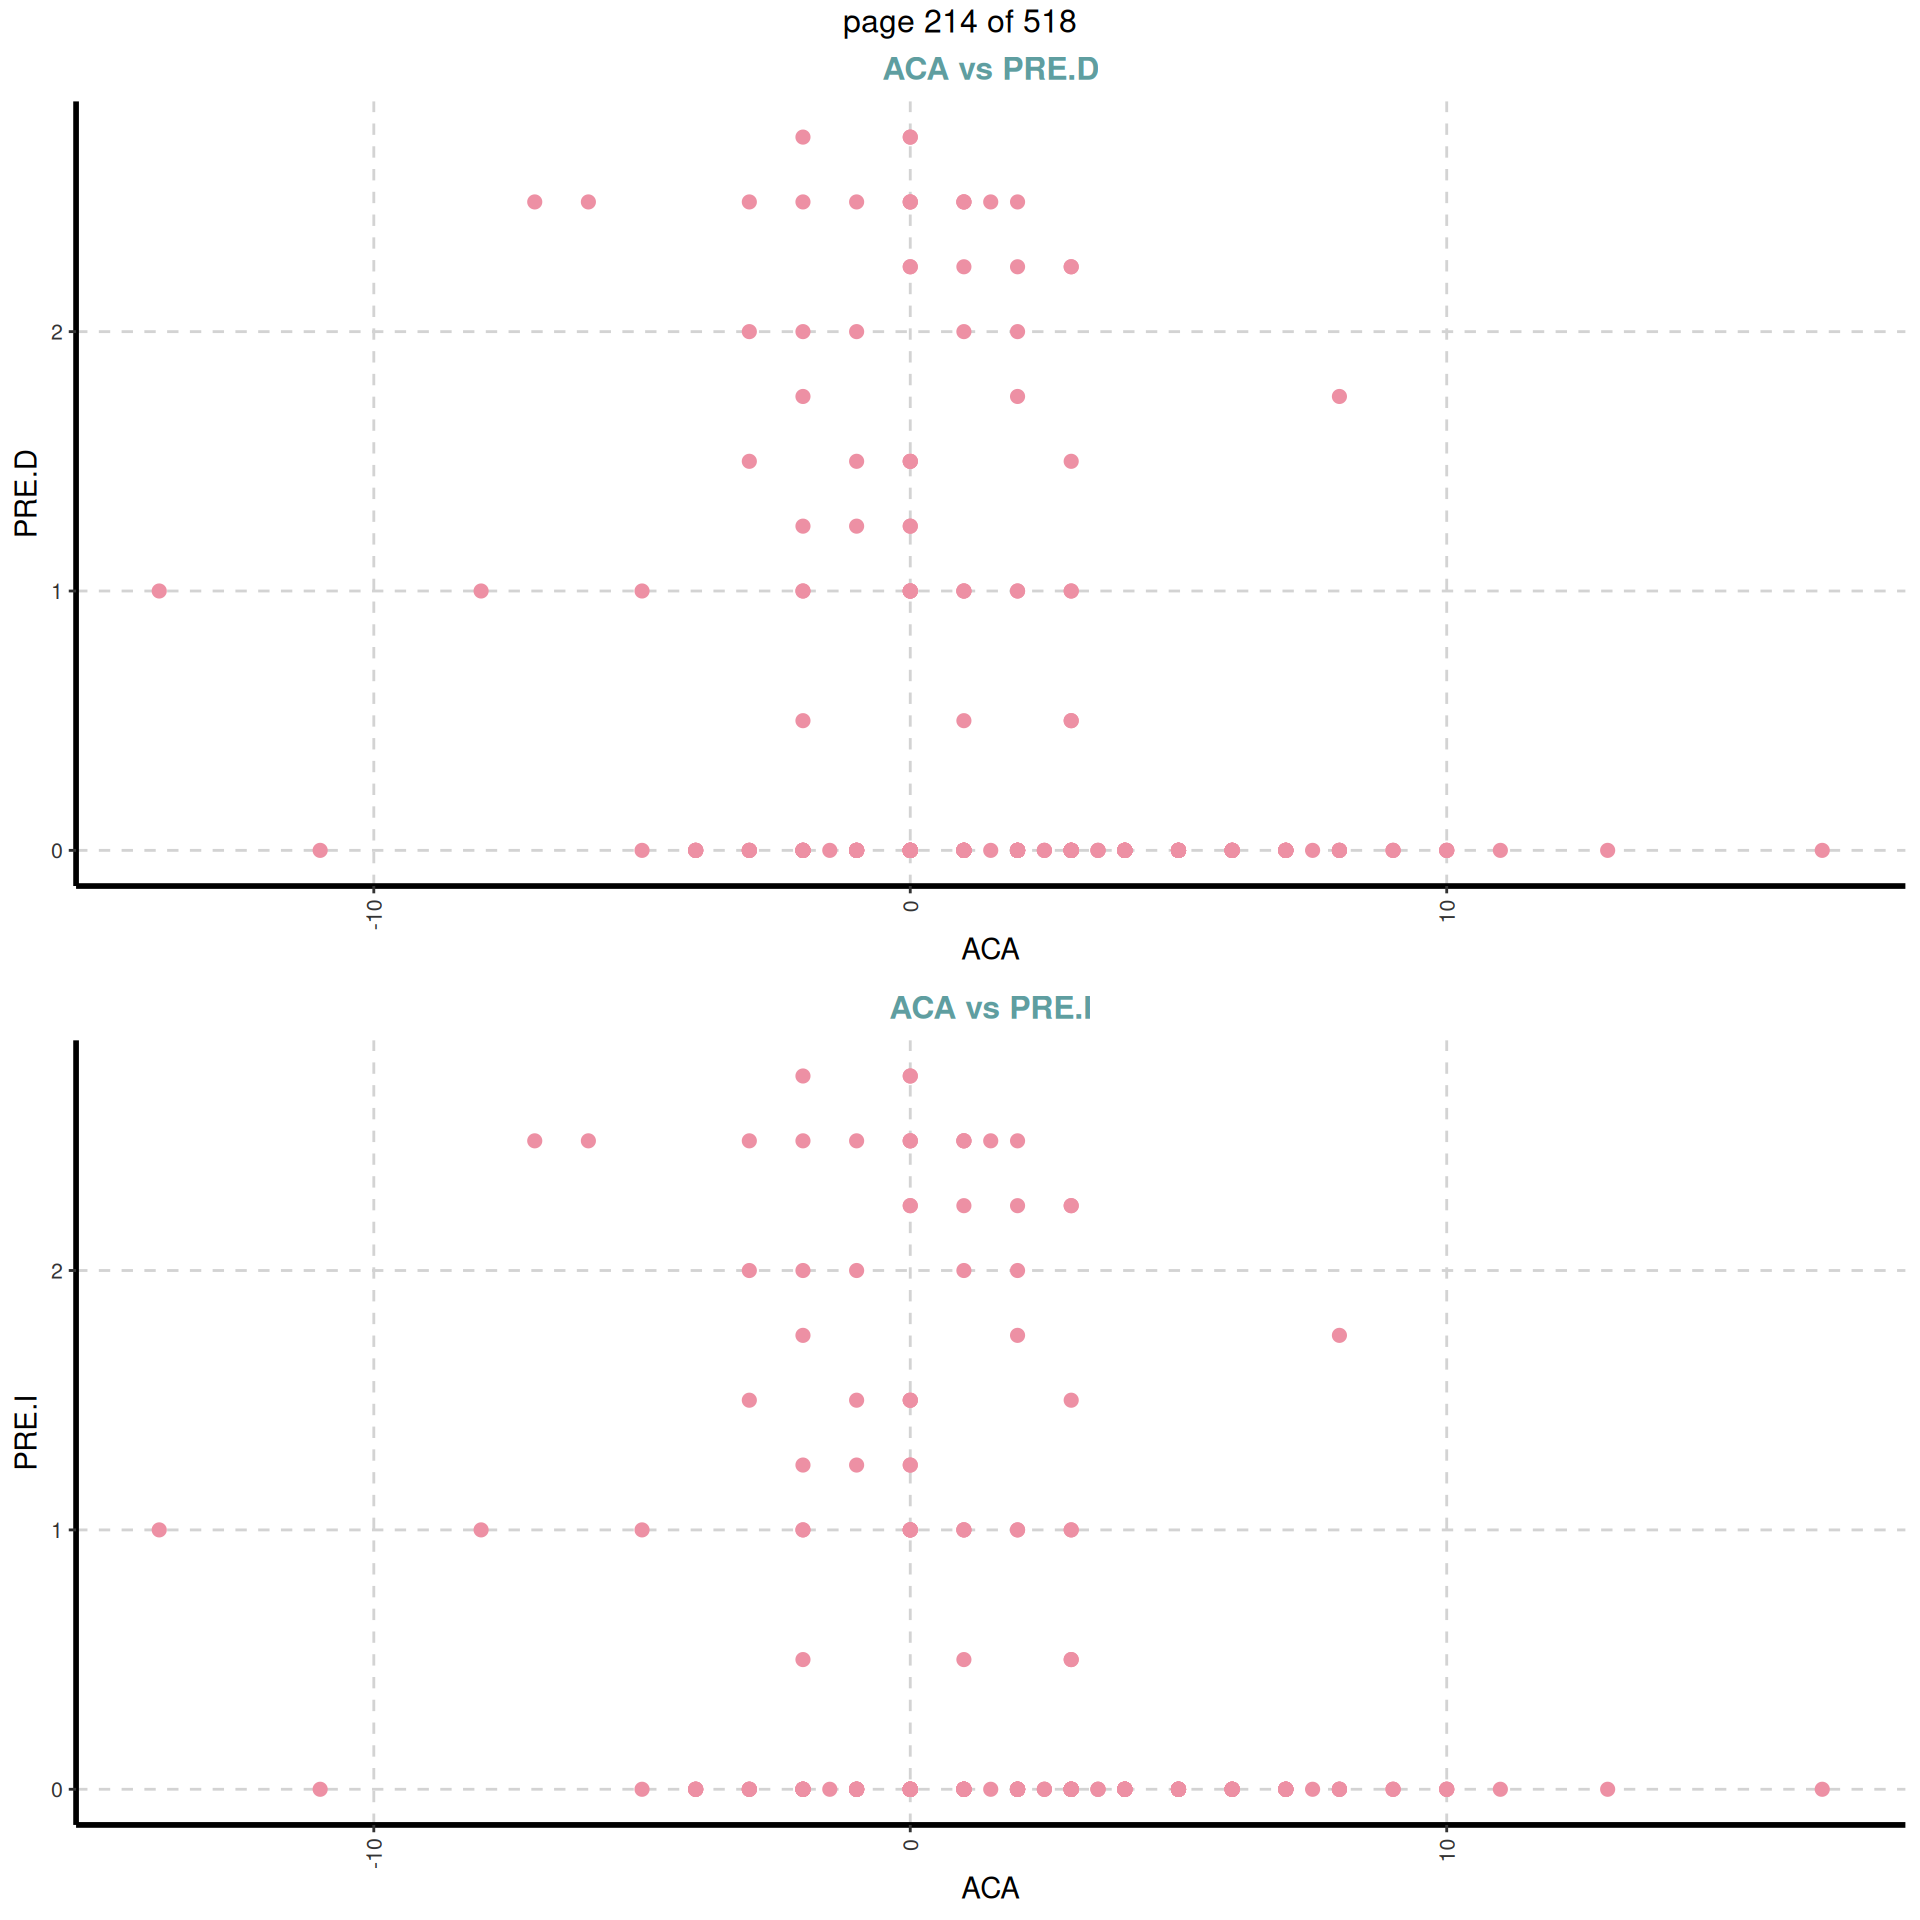 page 214 of 518
ACA vs PRE.D
PRE.D
2
1
0
-10 0 10
ACA
ACA vs PRE.I
PRE.I
2
1
0
-10 0 10
ACA